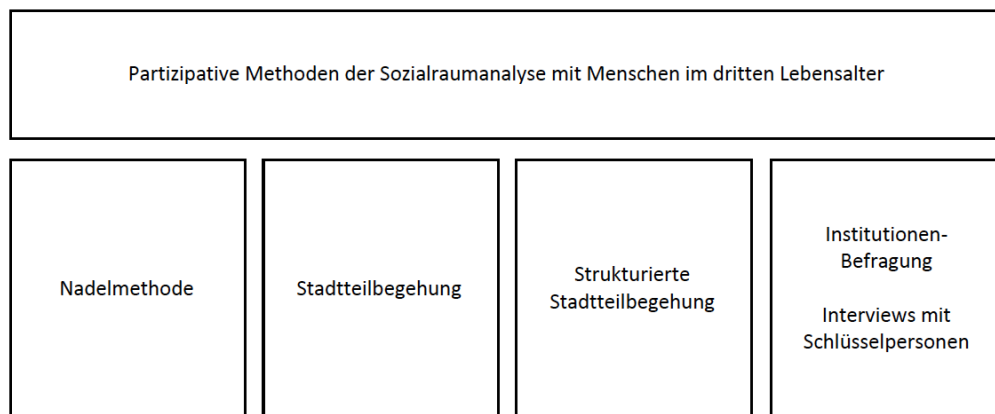 Partizipative Methoden der Sozialraumanalyse mit Menschen im dritten Lebensalter
Nadelmethode
Stadtteilbegehung
Strukturierte
Stadtteilbegehung
Institutionen-
Befragung
Interviews mit
Schlüsselpersonen